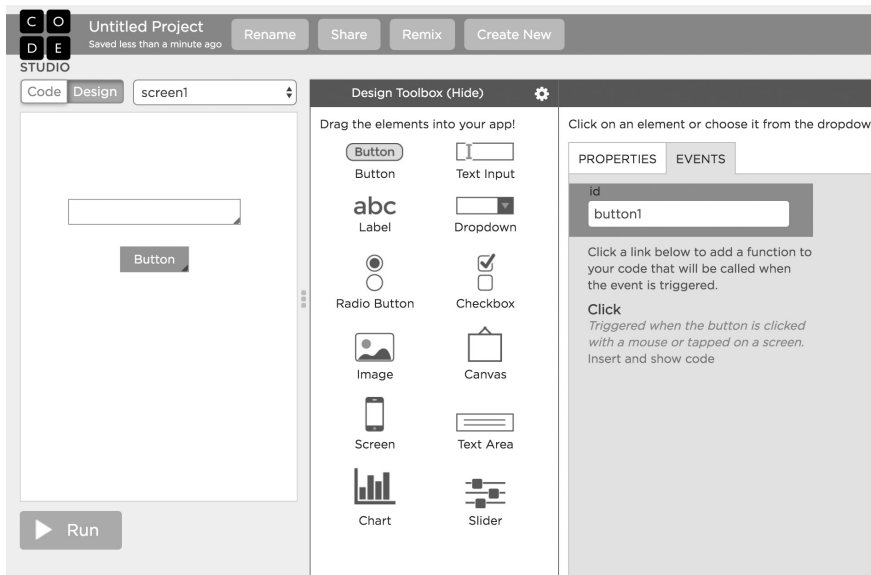 C O
D E
STUDIO
Untitled Project
Saved less than a minute ago
Rename
Share
Remix
Create New
Code
Design
screen1
Button
Run
Design Toolbox (Hide)
Drag the elements into your app!
Button
Button
Text Input
abc
Label
Dropdown
Radio Button
Checkbox
Image
Canvas
Screen
Text Area
Chart
Slider
Click on an element or choose it from the dropdow
PROPERTIES
EVENTS
id
button1
Click a link below to add a function to
your code that will be called when
the event is triggered.
Click
Triggered when the button is clicked
with a mouse or tapped on a screen.
Insert and show code